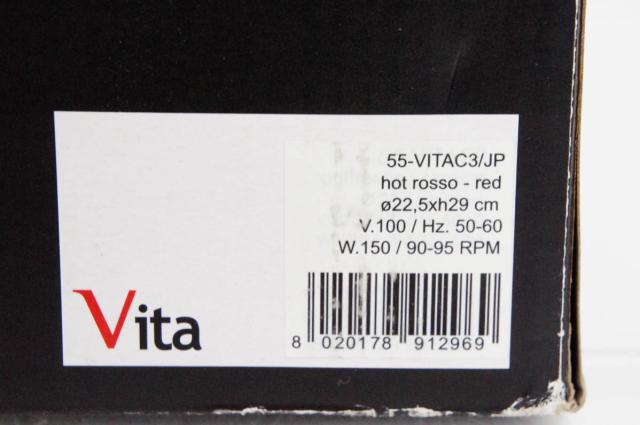 55-VITAC3/JP
hot rosso - red
ø22,5xh29 cm
V.100 / Hz. 50-60
W.150 / 90-95 RPM
Vita
8 020178 912969